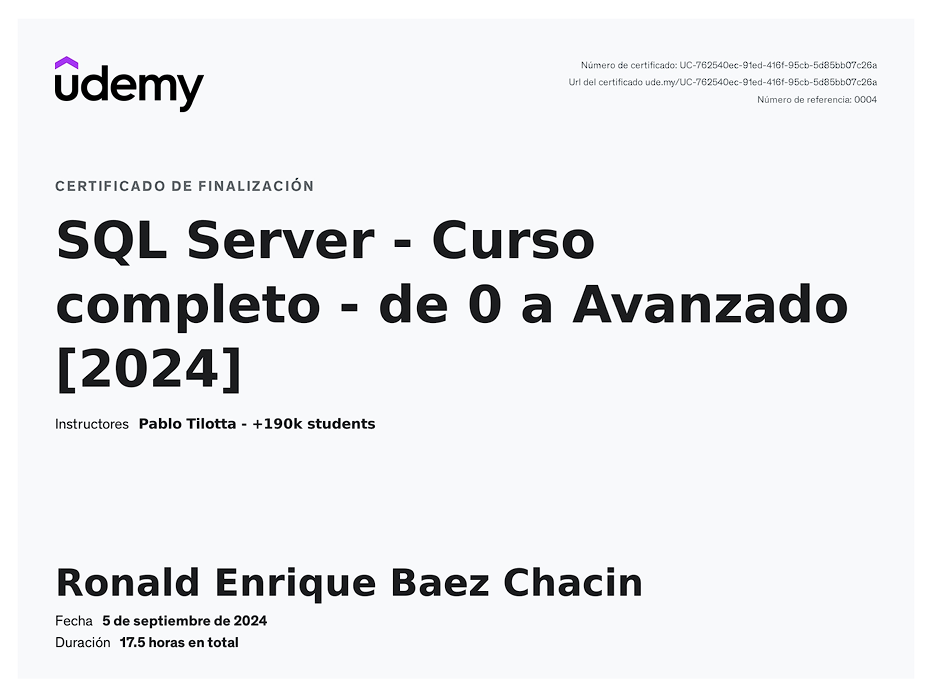 udemy
Número de certificado: UC-762540ec-91ed-416f-95cb-5d85bb07c26a
Url del certificado ude.my/UC-762540ec-91ed-416f-95cb-5d85bb07c26a
Número de referencia: 0004
CERTIFICADO DE FINALIZACIÓN
SQL Server - Curso
completo - de 0 a Avanzado
[2024]
Instructores Pablo Tilotta - +190k students
Ronald Enrique Baez Chacin
Fecha 5 de septiembre de 2024
Duración 17.5 horas en total